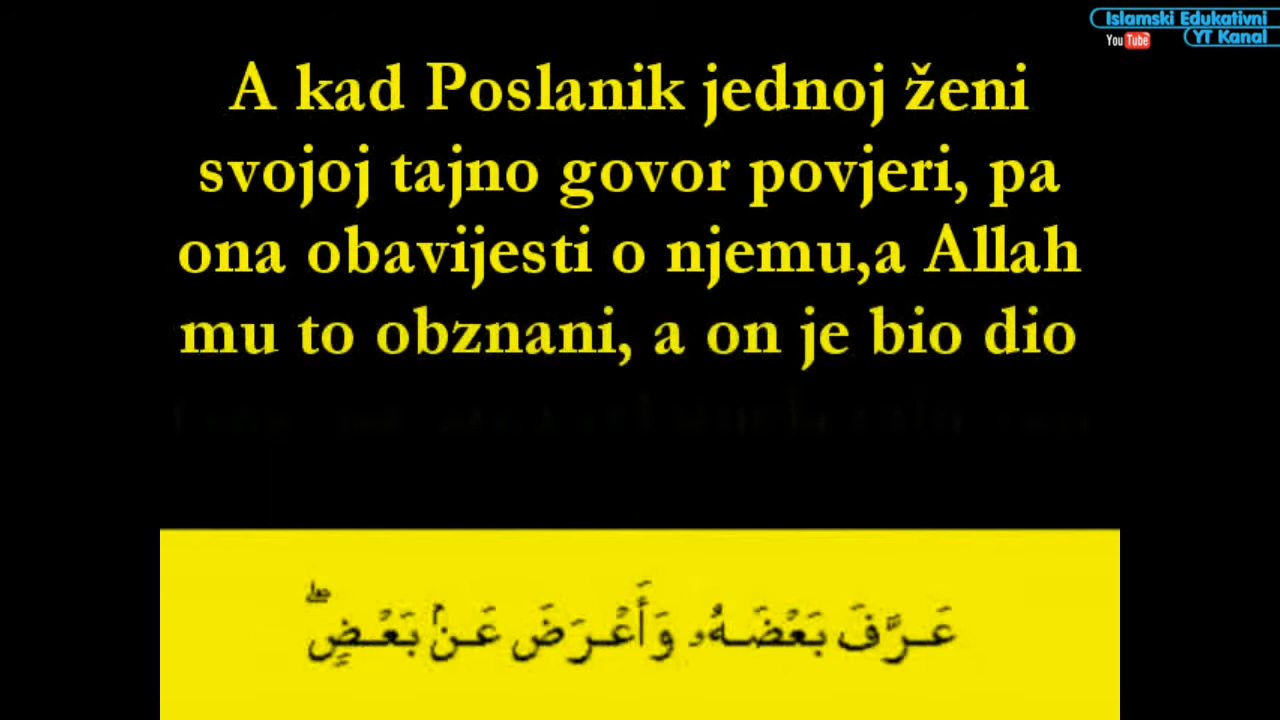 Islamski Edukativni
YouTube YT Kanal
A kad Poslanik jednoj ženi
svojoj tajno govor povjeri, pa
ona obavijesti o njemu,a Allah
mu to obznani, a on je bio dio
عَرَّفَ بَعْضَهُۥ وَأَعْرَضَ عَنۢ بَعْضٍۖ